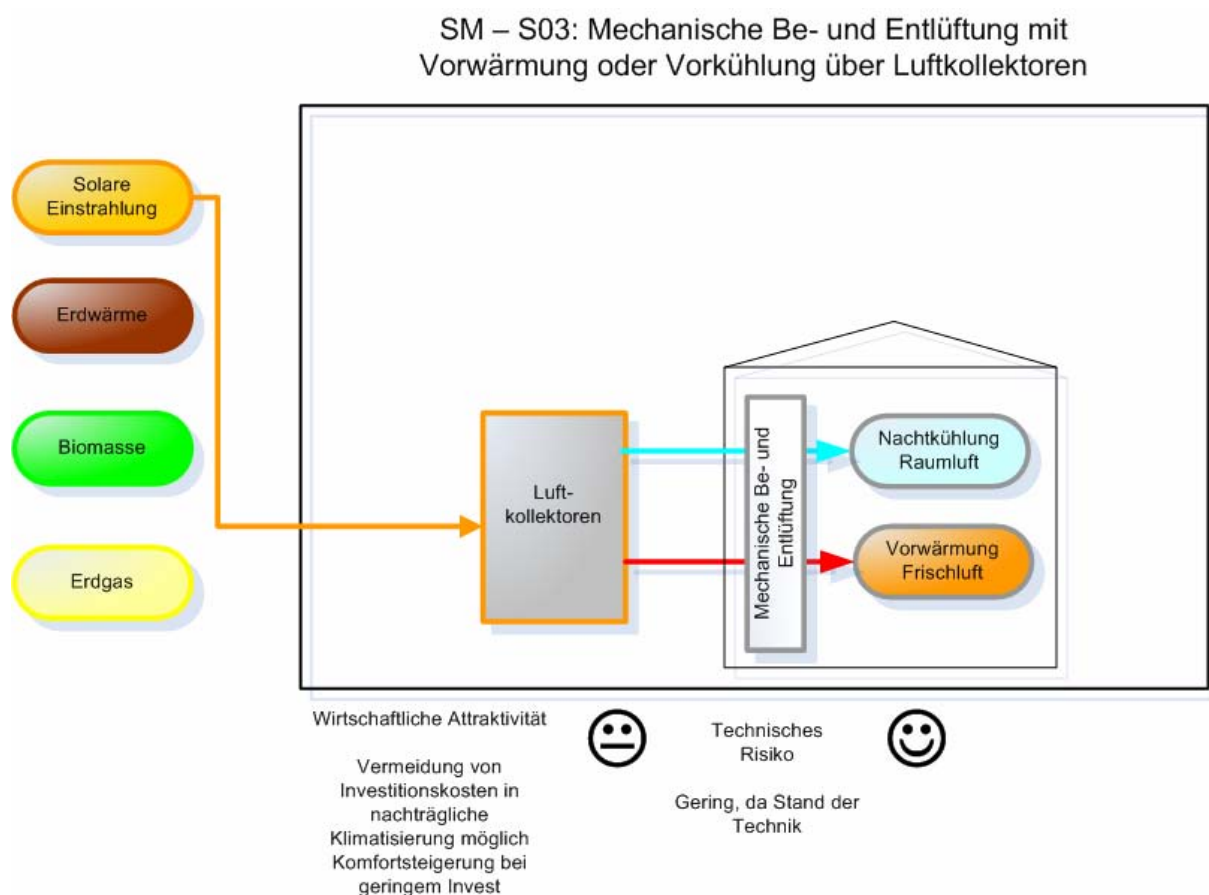 SM – S03: Mechanische Be- und Entlüftung mit
Vorwärmung oder Vorkühlung über Luftkollektoren
Solare
Einstrahlung
Erdwärme
Biomasse
Erdgas
Luft-
kollektoren
Mechanische Be- und
Entlüftung
Nachtkühlung
Raumluft
Vorwärmung
Frischluft
Wirtschaftliche Attraktivität
Vermeidung von
Investitionskosten in
nachträgliche
Klimatisierung möglich
Komfortsteigerung bei
geringem Invest
Technisches
Risiko
Gering, da Stand der
Technik